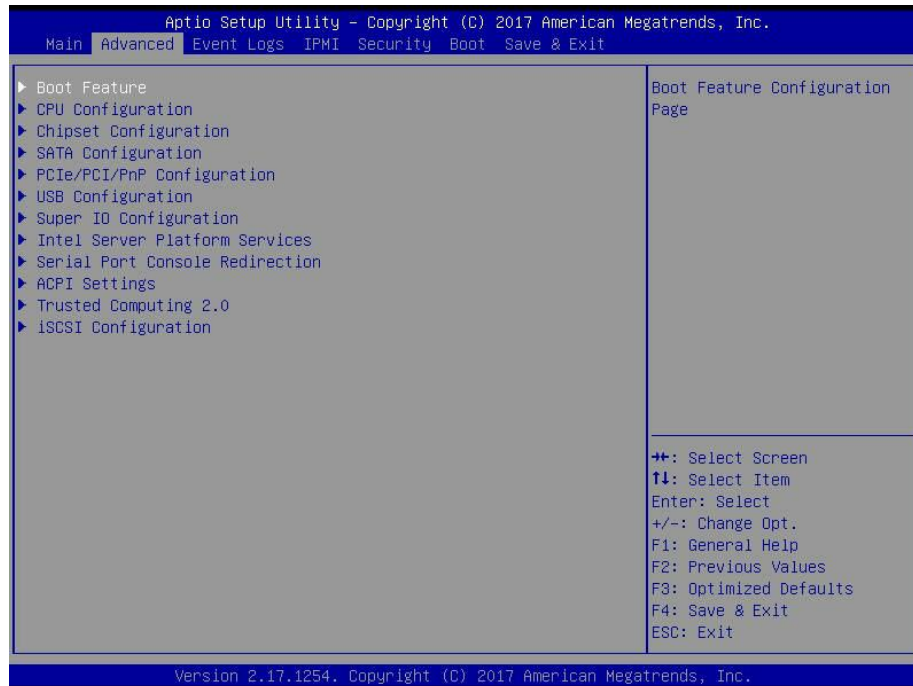 Aptio Setup Utility – Copyright (C) 2017 American Megatrends, Inc.
Main Advanced Event Logs IPMI Security Boot Save & Exit
Boot Feature
CPU Configuration
Chipset Configuration
SATA Configuration
PCIe/PCI/PnP Configuration
USB Configuration
Super IO Configuration
Intel Server Platform Services
Serial Port Console Redirection
ACPI Settings
Trusted Computing 2.0
iSCSI Configuration
Boot Feature Configuration
Page
→←: Select Screen
↑↓: Select Item
Enter: Select
+/-: Change Opt.
F1: General Help
F2: Previous Values
F3: Optimized Defaults
F4: Save & Exit
ESC: Exit
Version 2.17.1254. Copyright (C) 2017 American Megatrends, Inc.